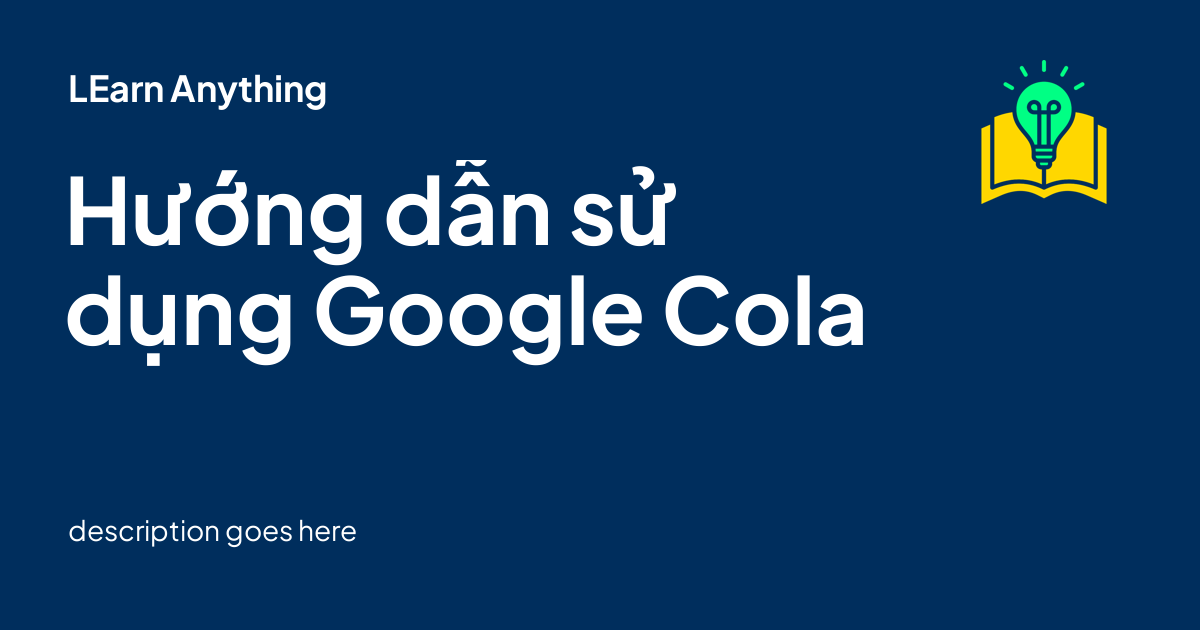 LEarn Anything
Hướng dẫn sử
dụng Google Cola
description goes here